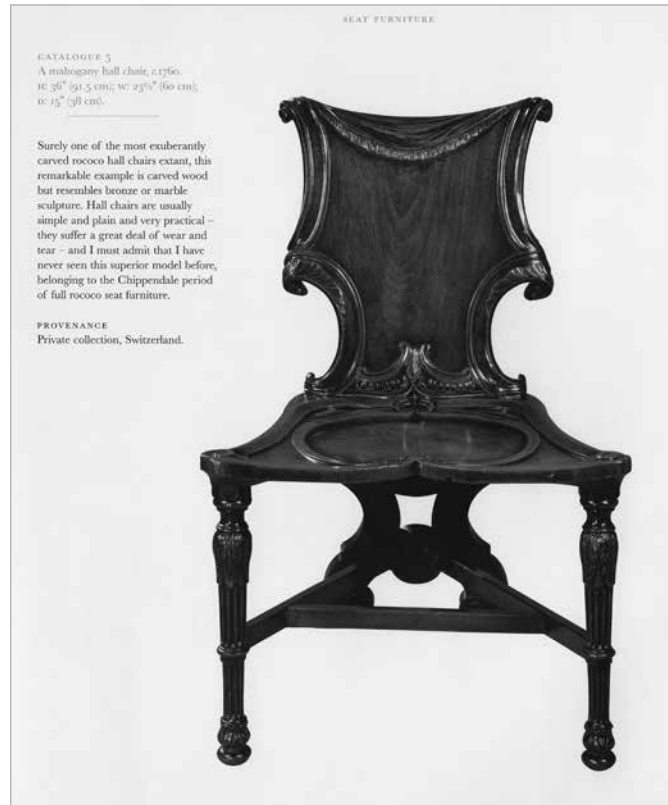 SEAT FURNITURE
CATALOGUE 5
A mahogany hall chair, c.1760.
H: 36" (91.5 cm); W: 23½" (60 cm);
D: 15" (38 cm).
Surely one of the most exuberantly
carved rococo hall chairs extant, this
remarkable example is carved wood
but resembles bronze or marble
sculpture. Hall chairs are usually
simple and plain and very practical –
they suffer a great deal of wear and
tear – and I must admit that I have
never seen this superior model before,
belonging to the Chippendale period
of full rococo seat furniture.
PROVENANCE
Private collection, Switzerland.